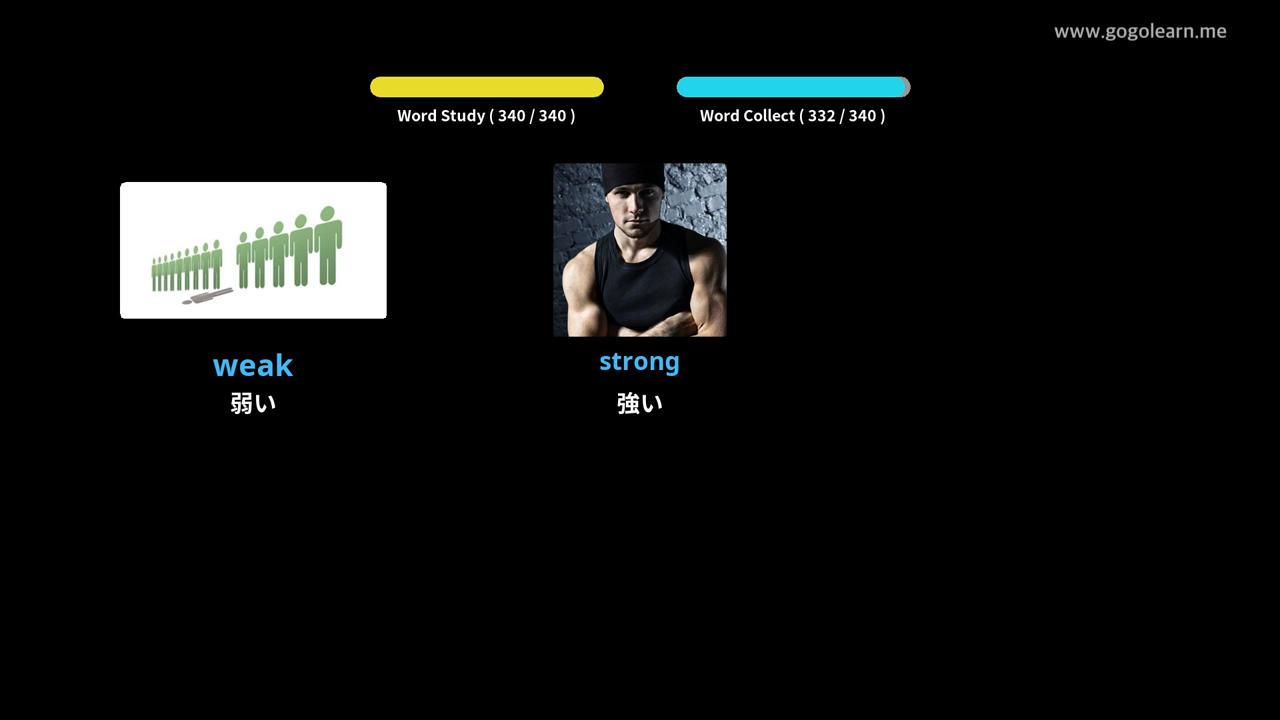 www.gogolearn.me
Word Study ( 340 / 340 )
Word Collect ( 332 / 340 )
weak
弱い
strong
強い